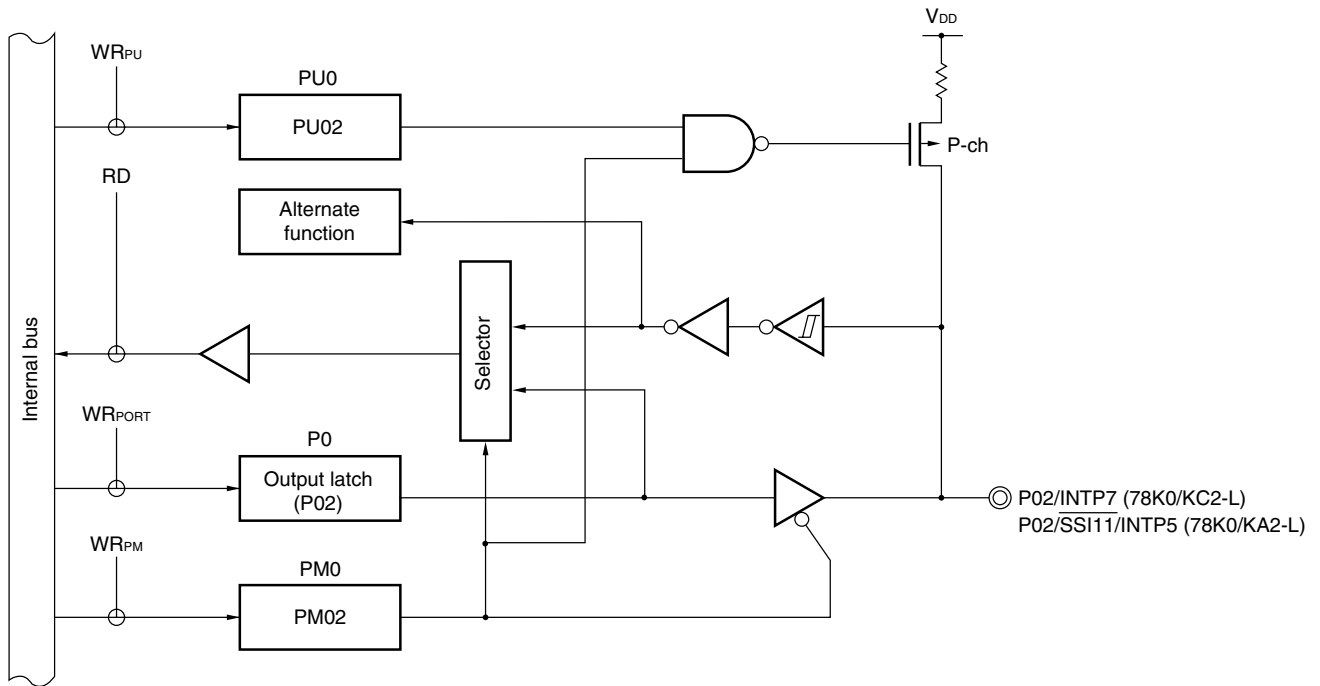 VDD
WRPU
PU0
PU02
P-ch
RD
Alternate
function
Selector
Internal bus
WRPORT
P0
Output latch
(P02)
P02/INTP7 (78K0/KC2-L)
P02/SSI11/INTP5 (78K0/KA2-L)
WRPM
PM0
PM02